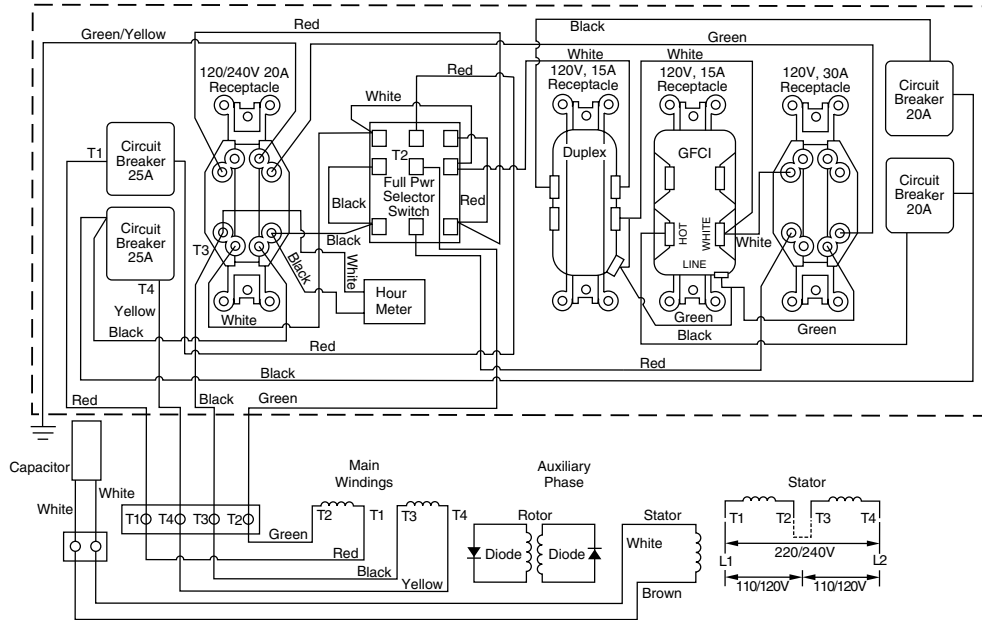 Red
Black
Green/Yellow
Green
White
White
120/240V 20A
Receptacle
Red
120V, 15A
Receptacle
120V, 15A
Receptacle
120V, 30A
Receptacle
Circuit
Breaker
20A
White
T1
Circuit
Breaker
25A
T2
Full Pwr
Selector
Switch
Duplex
GFCI
Circuit
Breaker
20A
Black
Red
Circuit
Breaker
25A
T3
Black
HOT
WHITE
White
LINE
Black
White
T4
Hour
Meter
Yellow
White
Green
Green
Black
Black
Red
Red
Black
Red
Black
Green
Capacitor
White
White
Main
Windings
Auxiliary
Phase
Stator
T1
T4
T3
T2
T2
T1
T3
T4
Rotor
Stator
T1
T2
T3
T4
Green
Diode
Diode
White
220/240V
Red
L1
L2
Black
Yellow
Brown
110/120V
110/120V